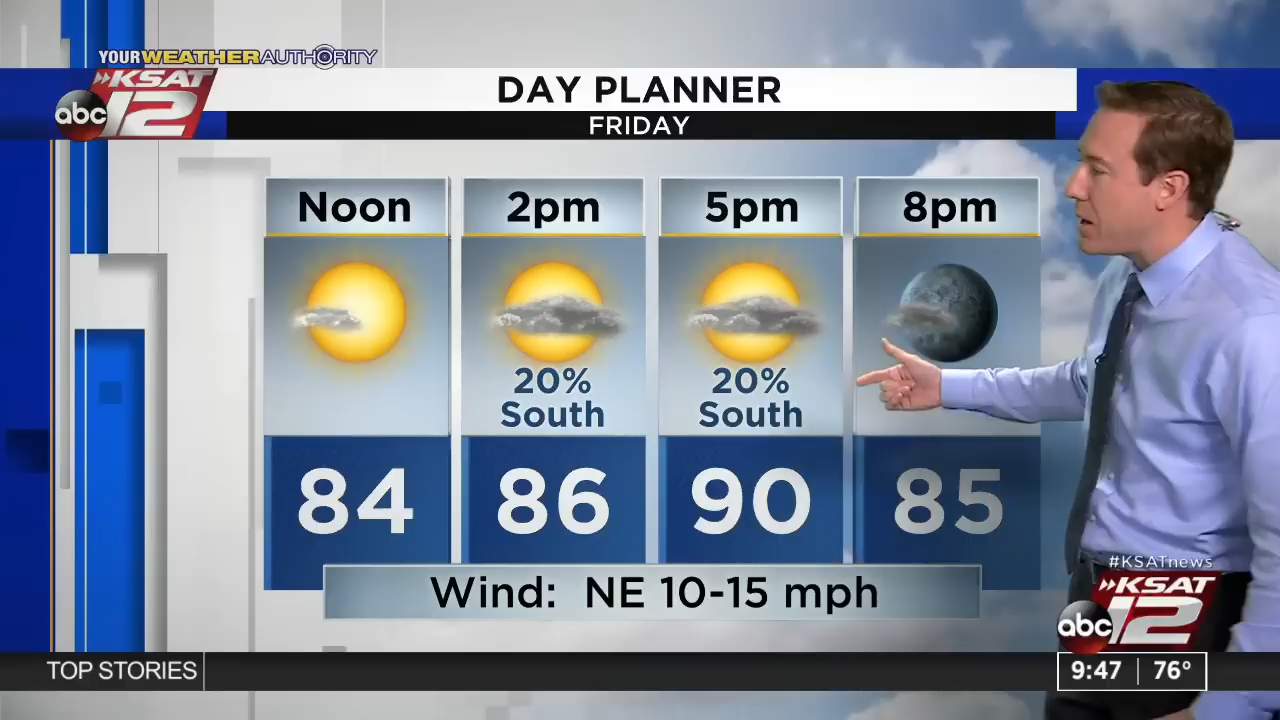 YOURWEATHERAUTHORITY
KSAT
abc 12
DAY PLANNER
FRIDAY
Noon 2pm 5pm 8pm
20% 20%
South South
84 86 90 85
Wind: NE 10-15 mph
#KSATnews
KSAT
abc 12
TOP STORIES
9:47 76°